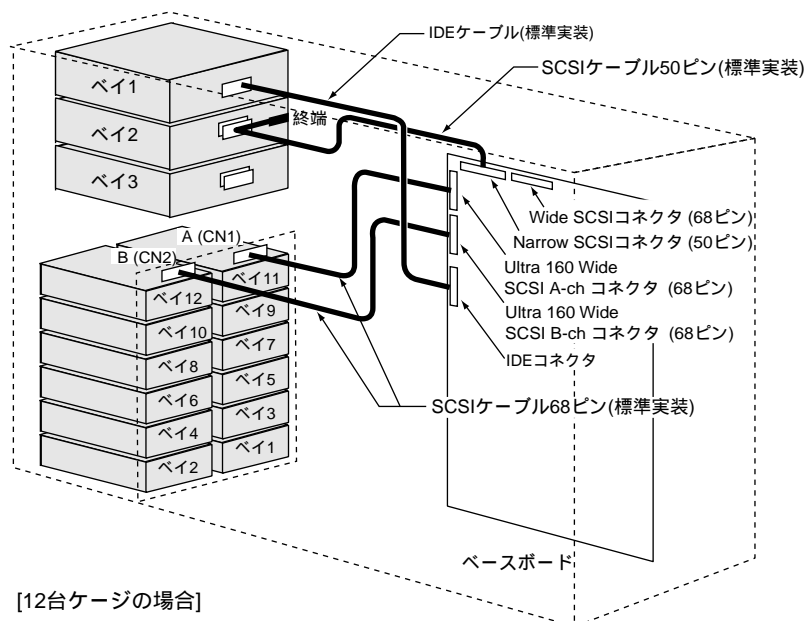 IDEケーブル(標準実装)
SCSIケーブル50ピン(標準実装)
ベイ1
終端
ベイ2
ベイ3
Wide SCSIコネクタ (68ピン)
Narrow SCSIコネクタ (50ピン)
Ultra 160 Wide
SCSI A-ch コネクタ (68ピン)
Ultra 160 Wide
SCSI B-ch コネクタ (68ピン)
IDEコネクタ
A (CN1)
B (CN2)
ベイ11
ベイ12
ベイ9
ベイ10
ベイ7
ベイ8
ベイ5
ベイ6
ベイ3
ベイ4
ベイ1
ベイ2
SCSIケーブル68ピン(標準実装)
ベースボード
[12台ケージの場合]